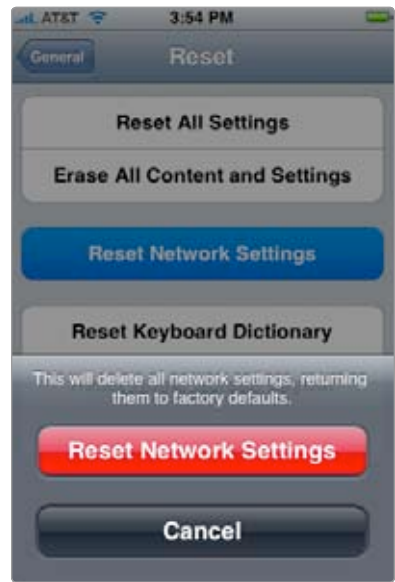 AT&T 3:54 PM
General Reset
Reset All Settings
Erase All Content and Settings
Reset Network Settings
Reset Keyboard Dictionary
This will delete all network settings, returning
them to factory defaults.
Reset Network Settings
Cancel